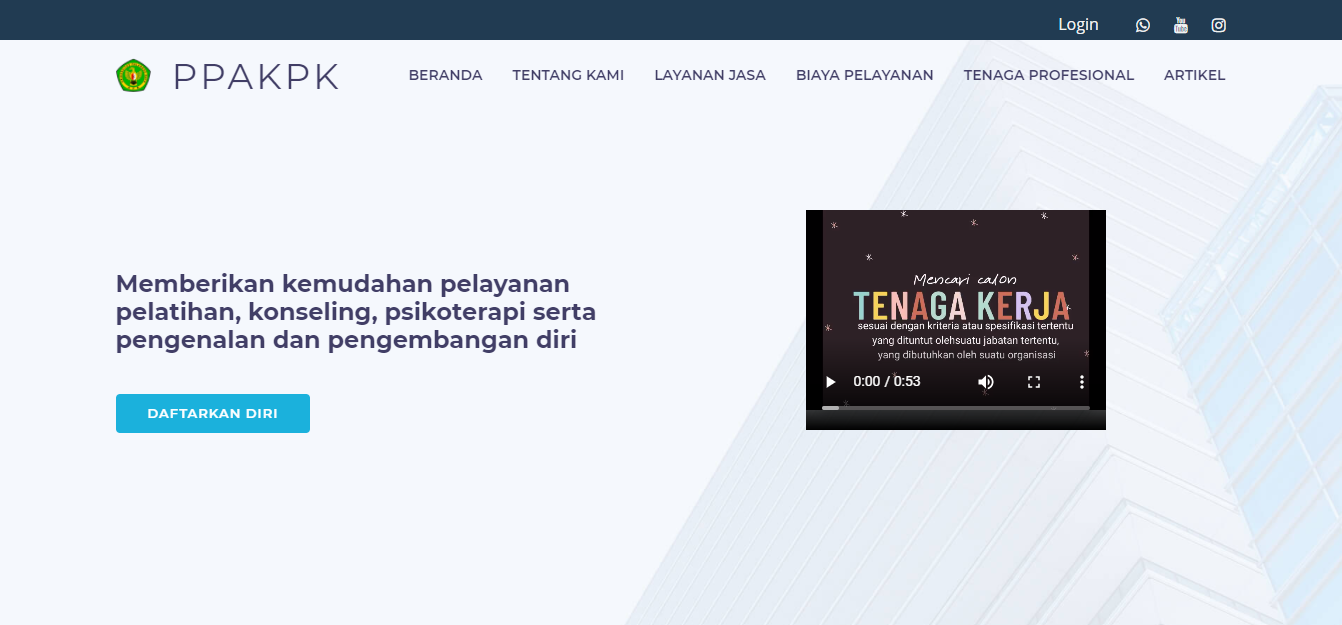 Login
You
Tube
PPAKPK
BERANDA
TENTANG KAMI
LAYANAN JASA
BIAYA PELAYANAN
TENAGA PROFESIONAL
ARTIKEL
Memberikan kemudahan pelayanan
pelatihan, konseling, psikoterapi serta
pengenalan dan pengembangan diri
DAFTARKAN DIRI
Mencari calon
TENAGA KERJA
sesuai dengan kriteria atau spesifikasi tertentu
yang dituntut olehsuatu jabatan tertentu,
yang dibutuhkan oleh suatu organisasi
0:00 / 0:53